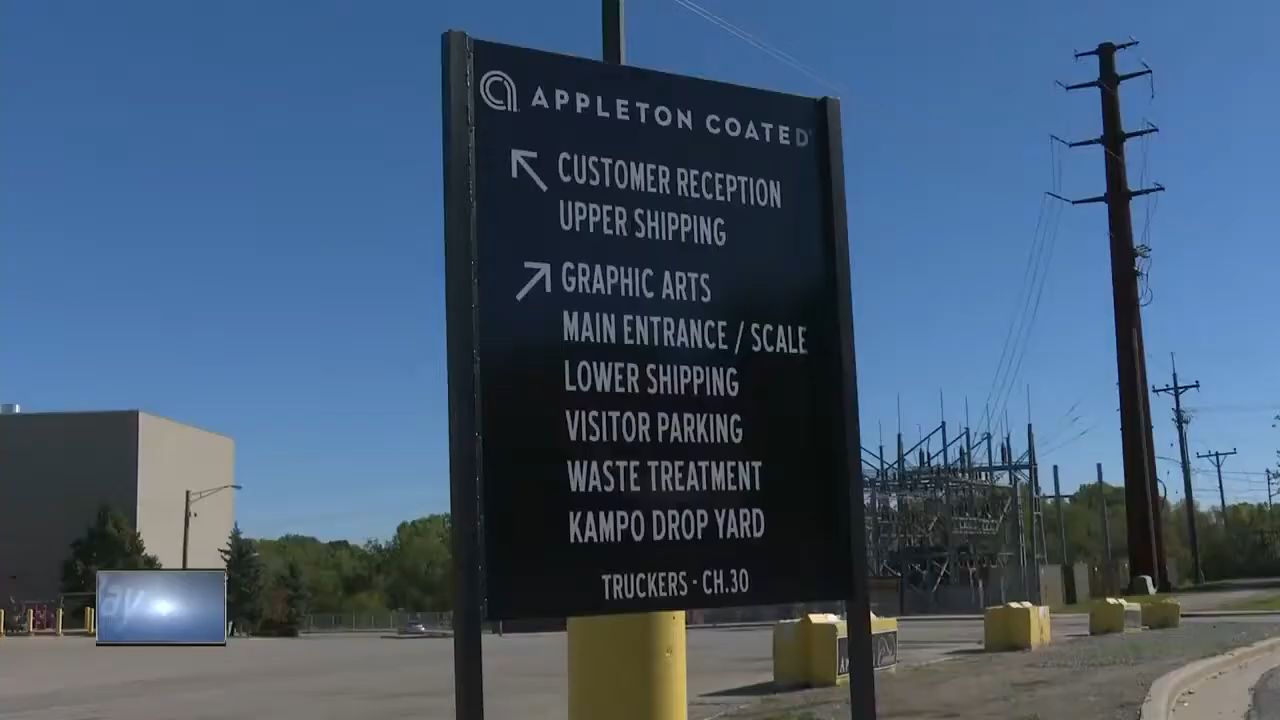 APPLETON COATED
CUSTOMER RECEPTION
UPPER SHIPPING
GRAPHIC ARTS
MAIN ENTRANCE / SCALE
LOWER SHIPPING
VISITOR PARKING
WASTE TREATMENT
KAMPO DROP YARD
TRUCKERS - CH.30